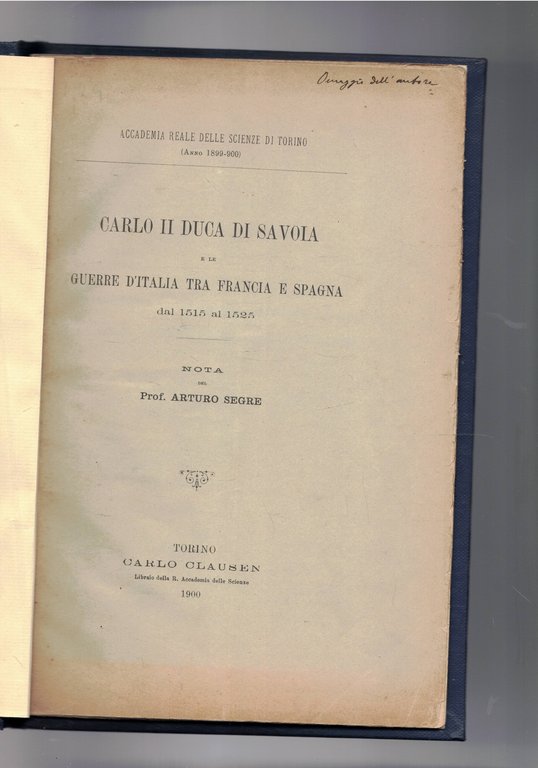 Omaggio dell'autore
ACCADEMIA REALE DELLE SCIENZE DI TORINO
(ANNO 1899-900)
CARLO II DUCA DI SAVOIA
E LE
GUERRE D'ITALIA TRA FRANCIA E SPAGNA
dal 1515 al 1525
NOTA
DEL
Prof. ARTURO SEGRE
TORINO
CARLO CLAUSEN
Libraio della R. Accademia delle Scienze
1900